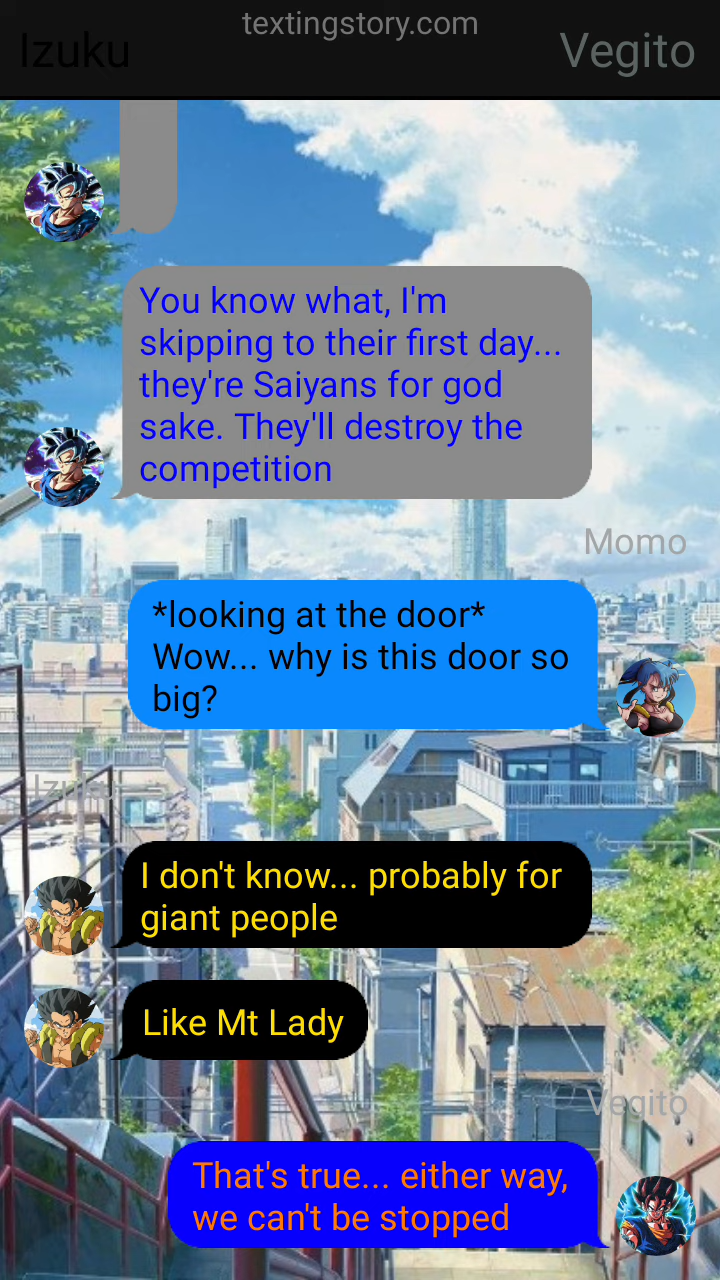 textingstory.com
Izuku
Vegito
You know what, I'm
skipping to their first day...
they're Saiyans for god
sake. They'll destroy the
competition
Momo
*looking at the door*
Wow... why is this door so
big?
Izuku
I don't know... probably for
giant people
Like Mt Lady
Vegito
That's true... either way,
we can't be stopped